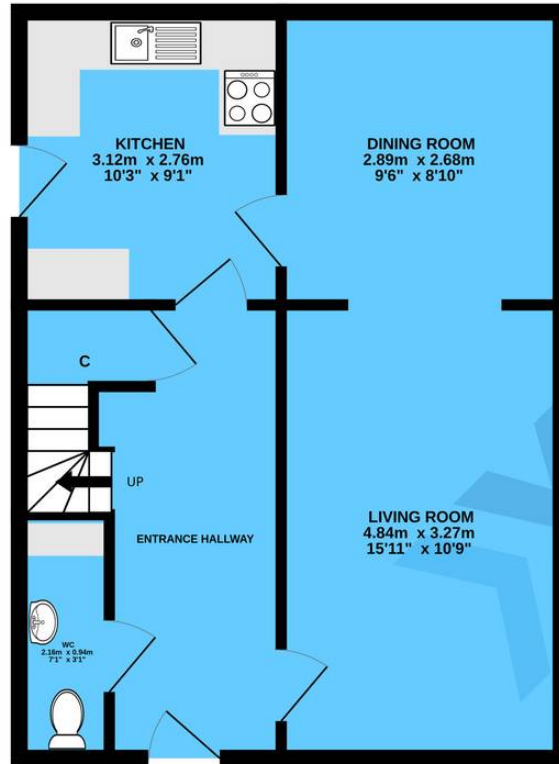 KITCHEN
3.12m x 2.76m
10'3" x 9'1"
DINING ROOM
2.89m x 2.68m
9'6" x 8'10"
C
UP
ENTRANCE HALLWAY
LIVING ROOM
4.84m x 3.27m
15'11" x 10'9"
WC
2.16m x 0.94m
7'1" x 3'1"